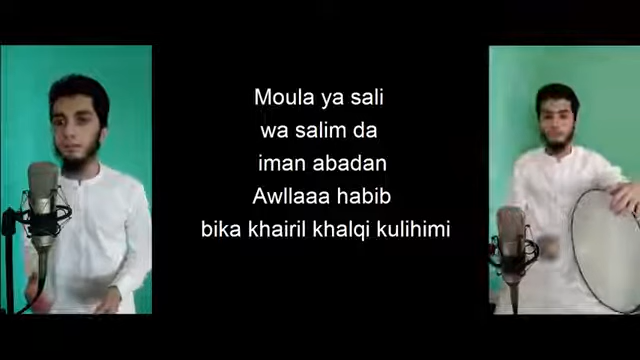 Moula ya sali
wa salim da
iman abadan
Awllaaa habib
bika khairil khalqi kulihimi